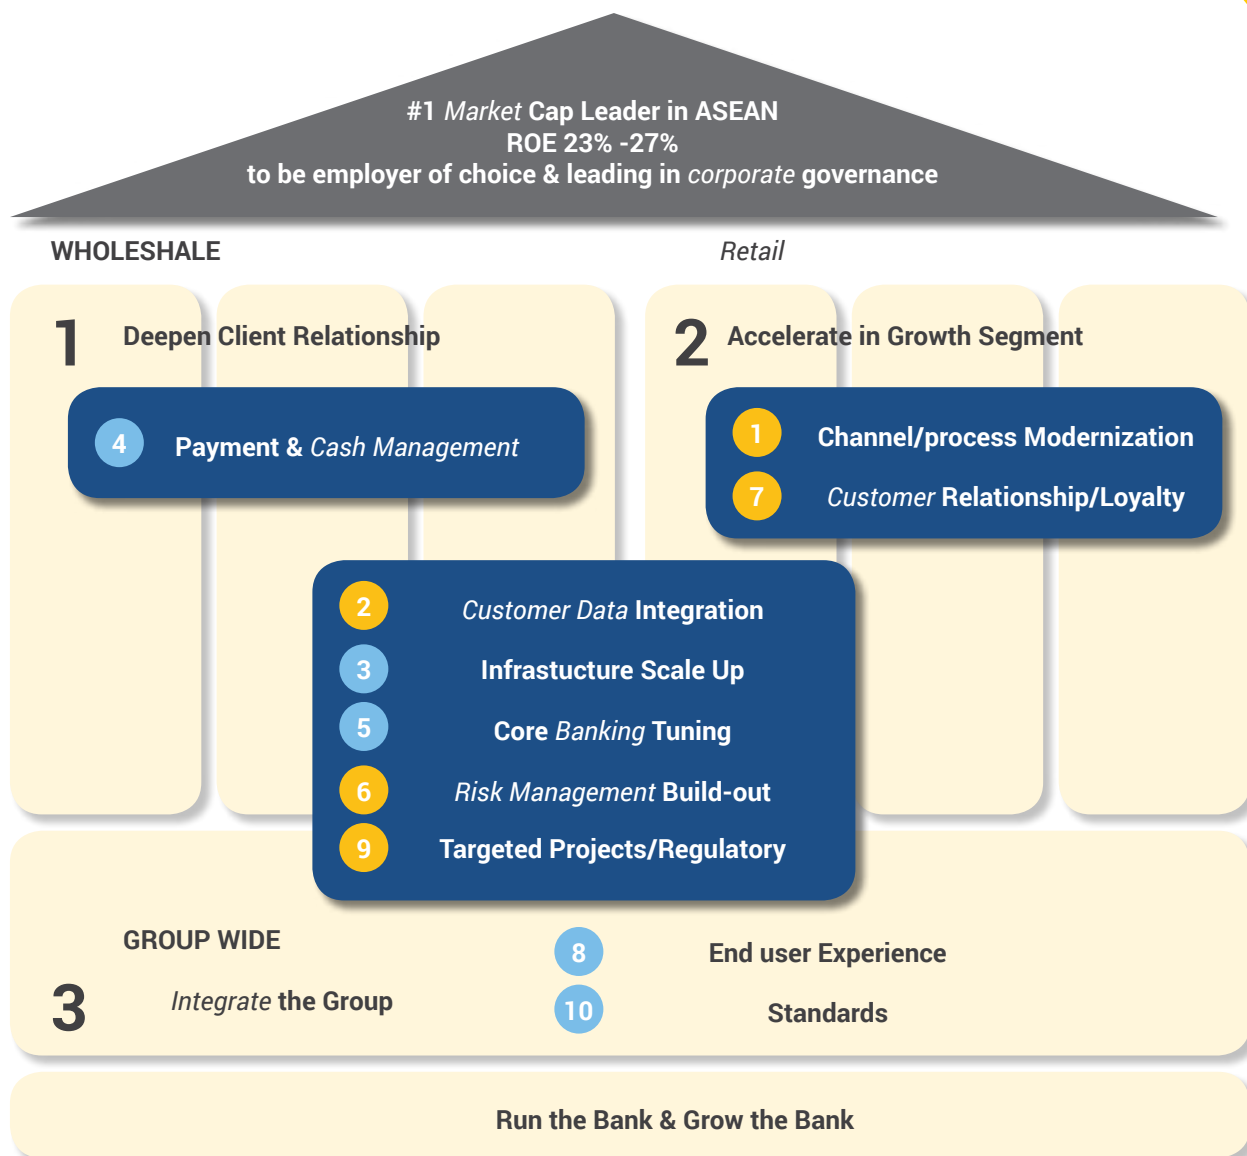 #1 Market Cap Leader in ASEAN
ROE 23% -27%
to be employer of choice & leading in corporate governance
WHOLESHALE
Retail
1 Deepen Client Relationship
2 Accelerate in Growth Segment
4 Payment & Cash Management
1 Channel/process Modernization
7 Customer Relationship/Loyalty
2 Customer Data Integration
3 Infrastucture Scale Up
5 Core Banking Tuning
6 Risk Management Build-out
9 Targeted Projects/Regulatory
GROUP WIDE
3 Integrate the Group
8 End user Experience
10 Standards
Run the Bank & Grow the Bank